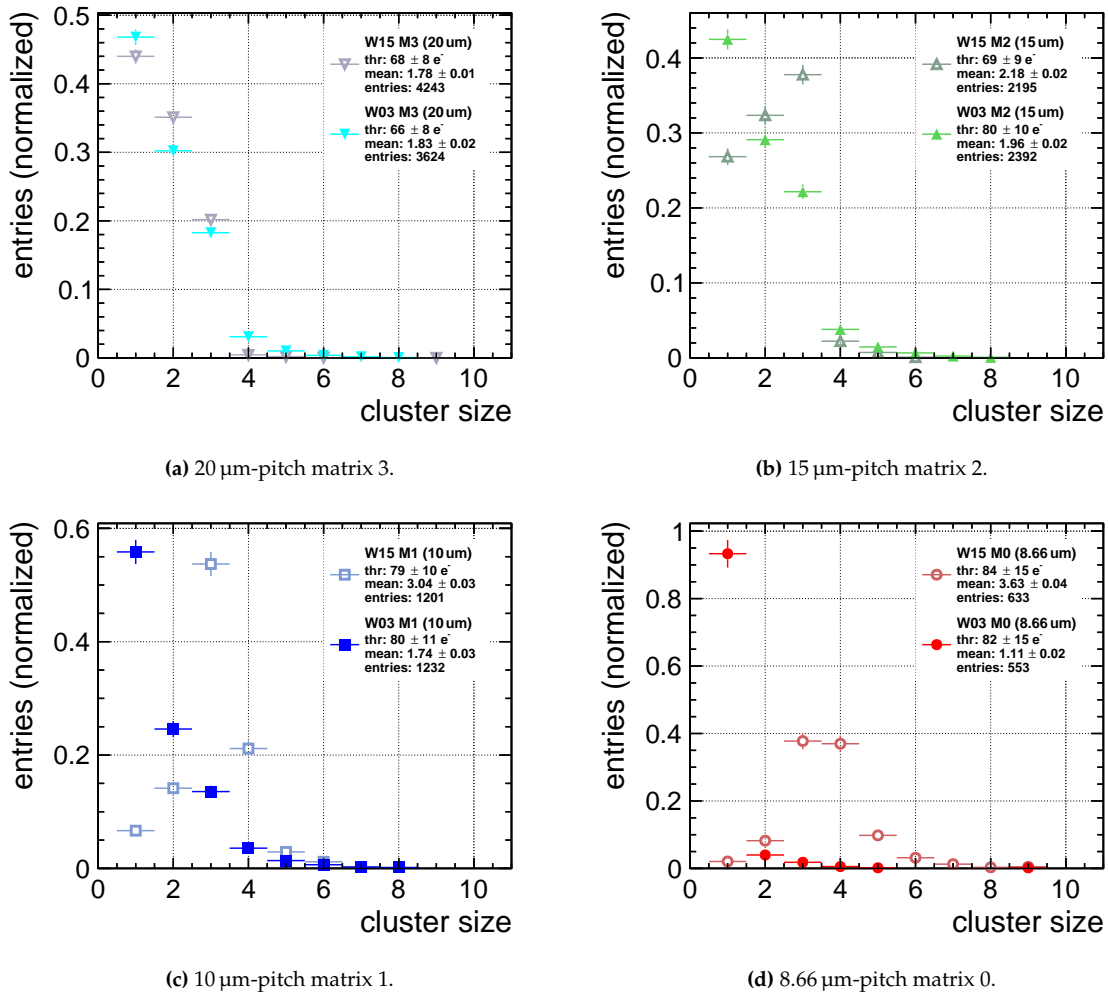 0.5
0.4
0.3
0.2
0.1
0
entries (normalized)
W15 M3 (20 um)
thr: 68 ± 8 e-
mean: 1.78 ± 0.01
entries: 4243
W03 M3 (20 um)
thr: 66 ± 8 e-
mean: 1.83 ± 0.02
entries: 3624
0 2 4 6 8 10
cluster size
(a) 20 µm-pitch matrix 3.
0.4
0.3
0.2
0.1
0
entries (normalized)
W15 M2 (15 um)
thr: 69 ± 9 e-
mean: 2.18 ± 0.02
entries: 2195
W03 M2 (15 um)
thr: 80 ± 10 e-
mean: 1.96 ± 0.02
entries: 2392
0 2 4 6 8 10
cluster size
(b) 15 µm-pitch matrix 2.
0.6
0.4
0.2
0
entries (normalized)
W15 M1 (10 um)
thr: 79 ± 10 e-
mean: 3.04 ± 0.03
entries: 1201
W03 M1 (10 um)
thr: 80 ± 11 e-
mean: 1.74 ± 0.03
entries: 1232
0 2 4 6 8 10
cluster size
(c) 10 µm-pitch matrix 1.
1
0.8
0.6
0.4
0.2
0
entries (normalized)
W15 M0 (8.66 um)
thr: 84 ± 15 e-
mean: 3.63 ± 0.04
entries: 633
W03 M0 (8.66 um)
thr: 82 ± 15 e-
mean: 1.11 ± 0.02
entries: 553
0 2 4 6 8 10
cluster size
(d) 8.66 µm-pitch matrix 0.